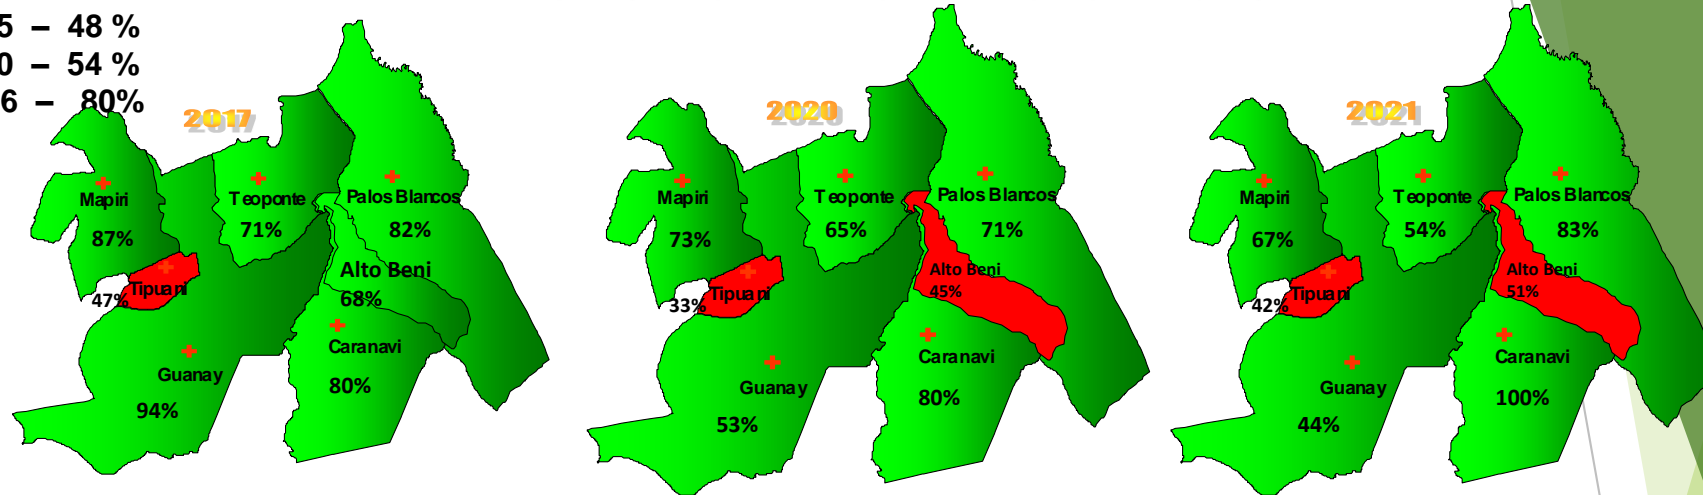 5 – 48 %
0 – 54 %
6 – 80%
2017
Mapiri
87%
Teoponte
71%
Palos Blancos
82%
Alto Beni
68%
47%
Tipuani
Caranavi
80%
Guanay
94%
2020
Mapiri
73%
Teoponte
65%
Palos Blancos
71%
Alto Beni
45%
33%
Tipuani
Caranavi
80%
Guanay
53%
2021
Mapiri
67%
Teoponte
54%
Palos Blancos
83%
Alto Beni
51%
42%
Tipuani
Caranavi
100%
Guanay
44%